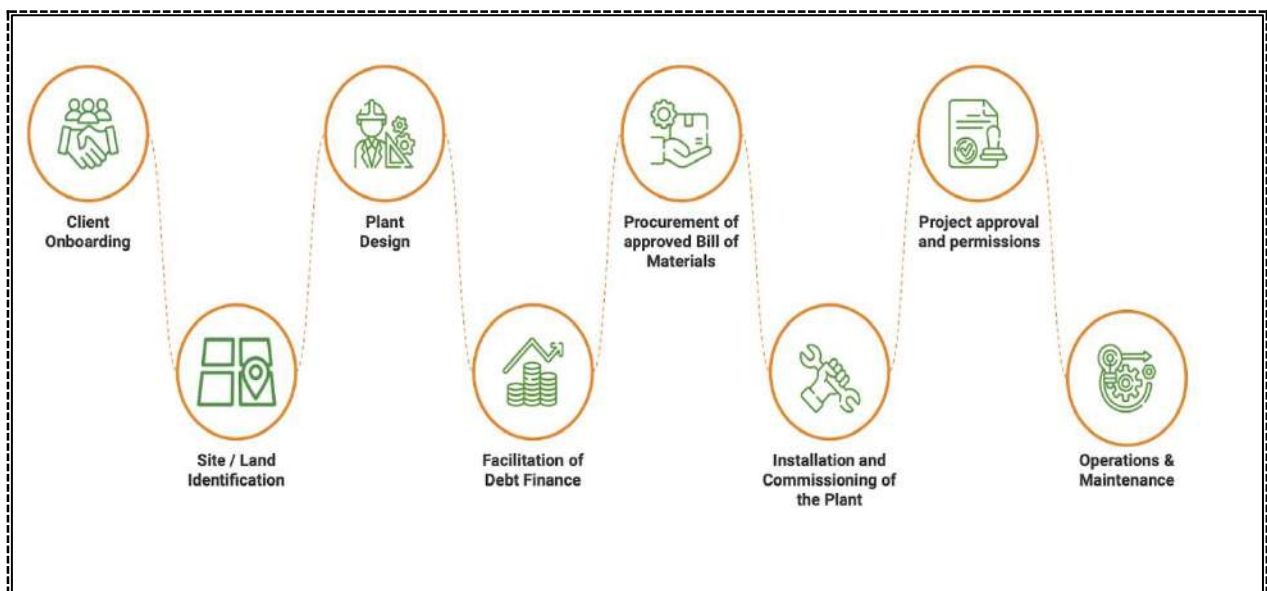 Client
Onboarding
Site / Land
Identification
Plant
Design
Facilitation of
Debt Finance
Procurement of
approved Bill of
Materials
Installation and
Commissioning of
the Plant
Project approval
and permissions
Operations &
Maintenance